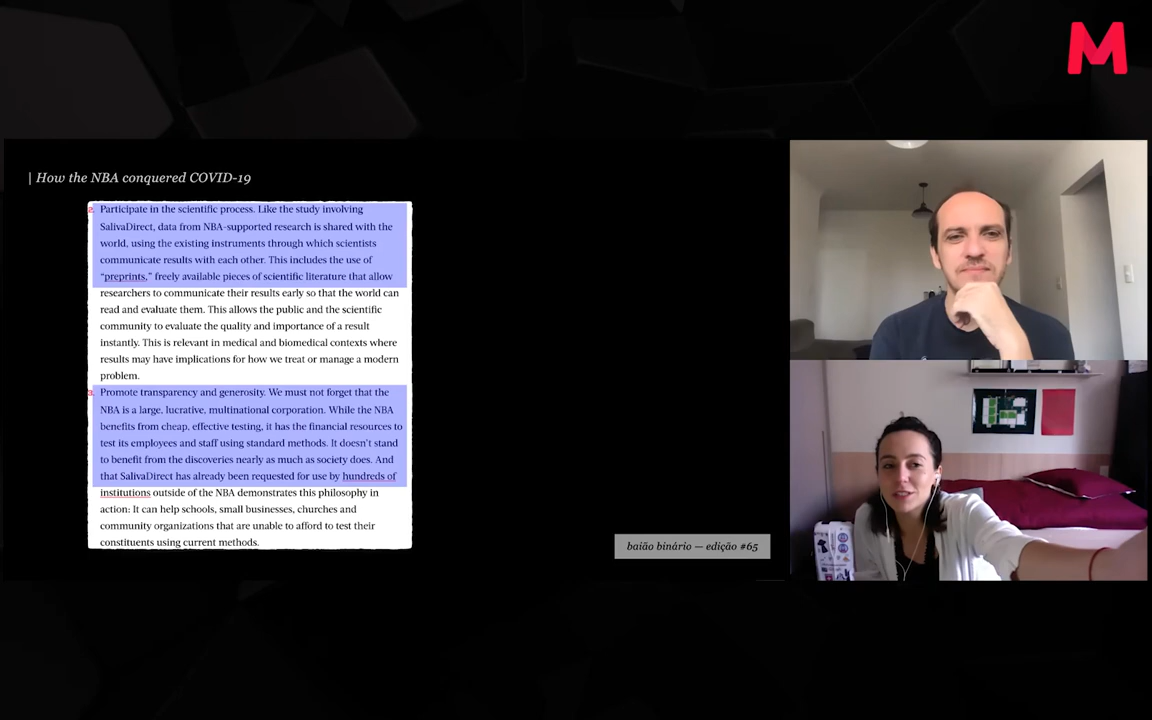 M
| How the NBA conquered COVID-19
2. Participate in the scientific process. Like the study involving
SalivaDirect, data from NBA-supported research is shared with the
world, using the existing instruments through which scientists
communicate results with each other. This includes the use of
“preprints,” freely available pieces of scientific literature that allow
researchers to communicate their results early so that the world can
read and evaluate them. This allows the public and the scientific
community to evaluate the quality and importance of a result
instantly. This is relevant in medical and biomedical contexts where
results may have implications for how we treat or manage a modern
problem.
3. Promote transparency and generosity. We must not forget that the
NBA is a large, lucrative, multinational corporation. While the NBA
benefits from cheap, effective testing, it has the financial resources to
test its employees and staff using standard methods. It doesn’t stand
to benefit from the discoveries nearly as much as society does. And
that SalivaDirect has already been requested for use by hundreds of
institutions outside of the NBA demonstrates this philosophy in
action: It can help schools, small businesses, churches and
community organizations that are unable to afford to test their
constituents using current methods.
baião binário — edição #65